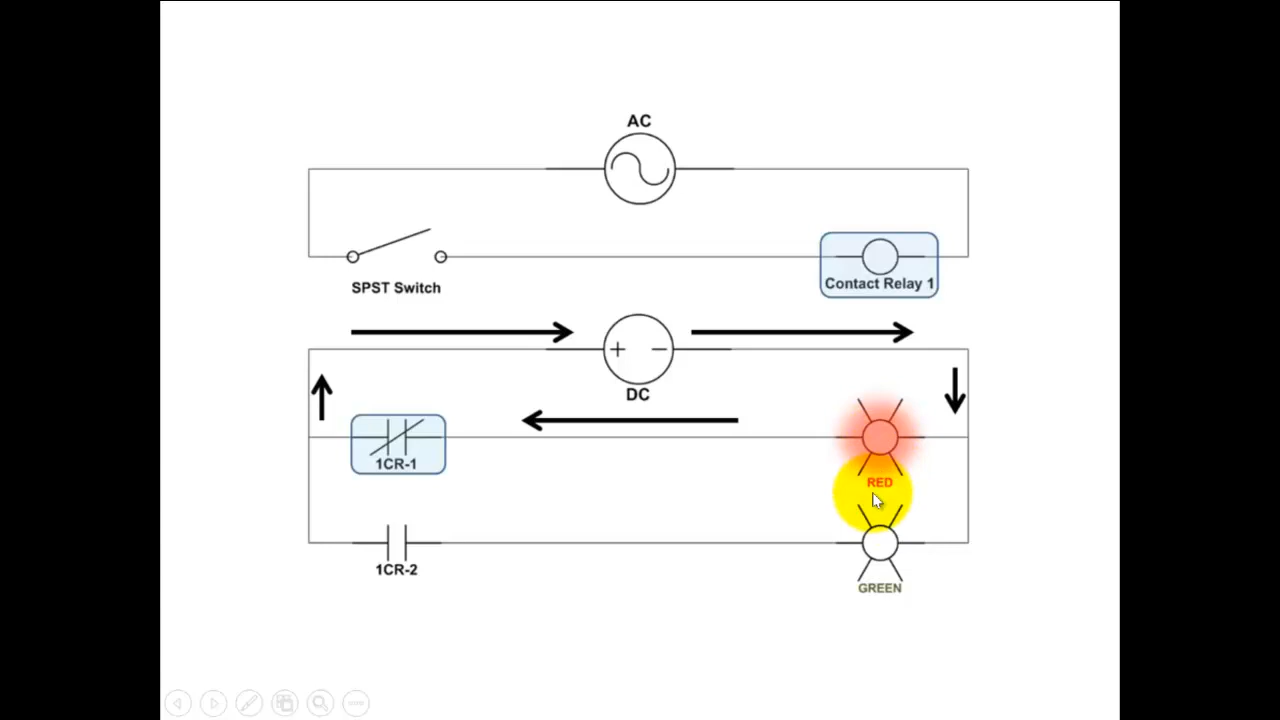 AC
SPST Switch
Contact Relay 1
+ −
DC
1CR-1
RED
1CR-2
GREEN